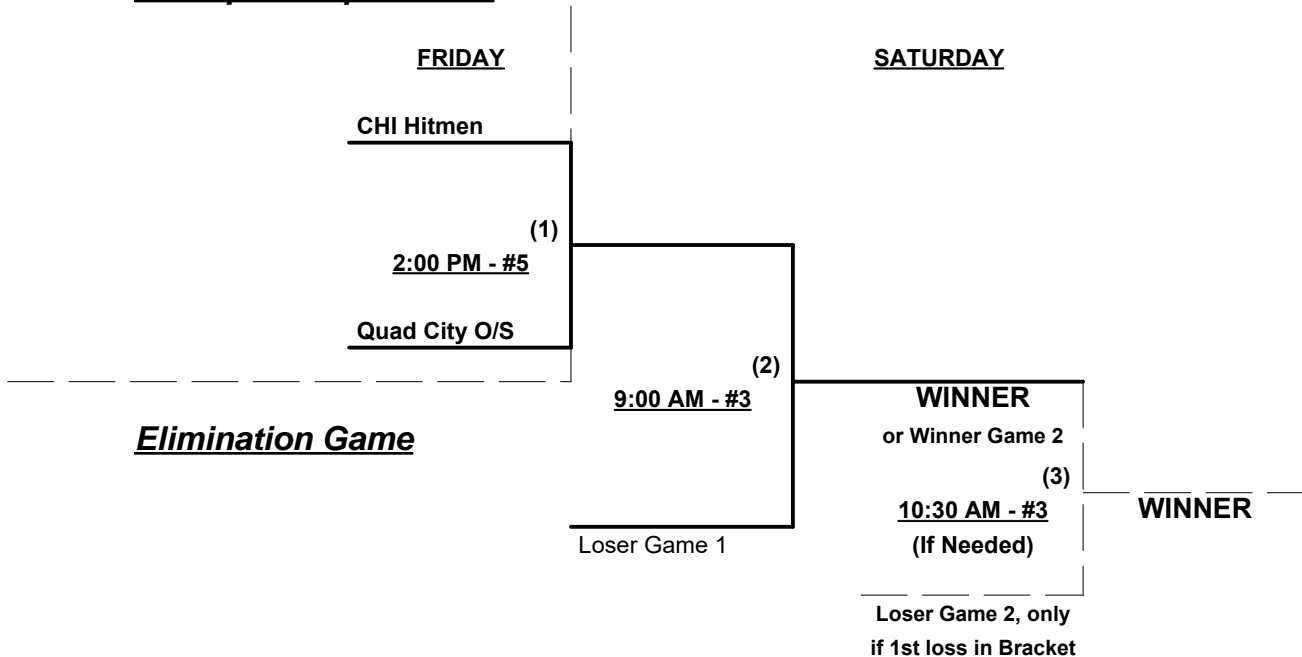 FRIDAY
SATURDAY
CHI Hitmen
(1)
2:00 PM - #5
Quad City O/S
(2)
9:00 AM - #3
WINNER
or Winner Game 2
Elimination Game
(3)
10:30 AM - #3
WINNER
Loser Game 1
(If Needed)
Loser Game 2, only
if 1st loss in Bracket